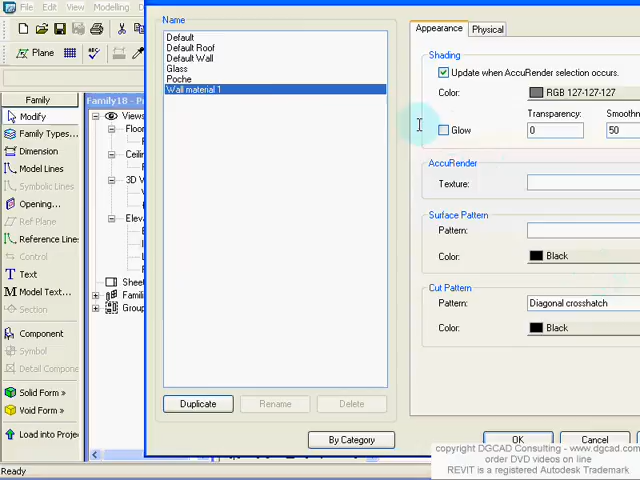 File Edit View Modelling
Plane
Family
Modify
Family Types...
Dimension
Model Lines
Symbolic Lines
Opening...
Ref Plane
Reference Lines
Control
Text
Model Text...
Section
Component
Symbol
Detail Component
Solid Form »
Void Form »
Load into Proje
Ready
Family18 -
Views
Floor
Ceilin
3D V
Eleva
Sheet
Famili
Group
Name
Default
Default Roof
Default Wall
Glass
Poche
Wall material 1
Duplicate
Rename
Delete
By Category
Appearance
Physical
Shading
Update when AccuRender selection occurs.
Color:
RGB 127-127-127
Transparency:
Smoothn
Glow
0
50
AccuRender
Texture:
Surface Pattern
Pattern:
Color:
Black
Cut Pattern
Pattern:
Diagonal crosshatch
Color:
Black
OK
Cancel
copyright DGCAD Consulting - www.dgcad.com
order DVD videos on line
REVIT is a registered Autodesk Trademark